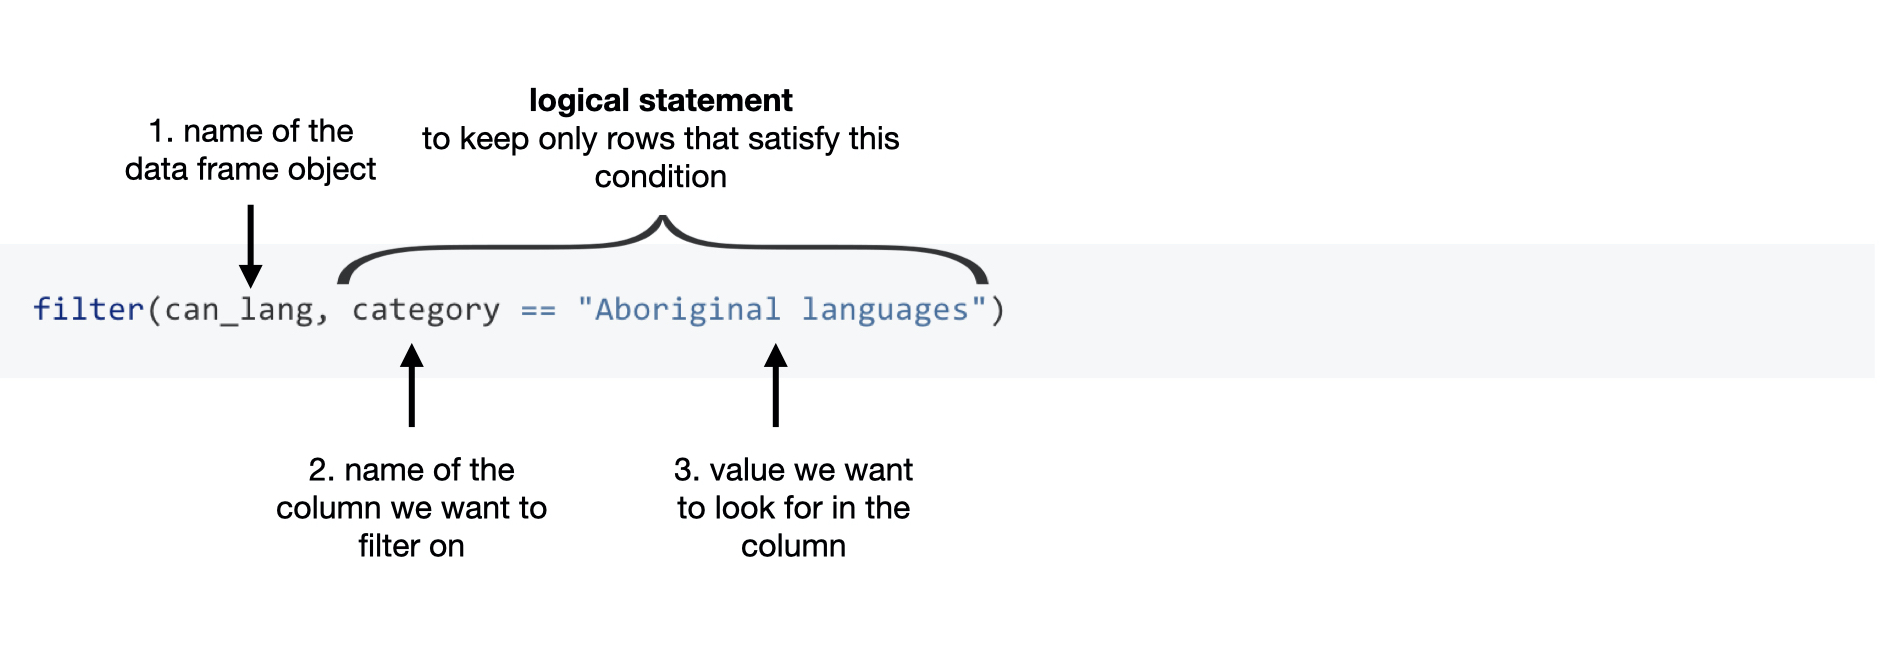 logical statement
to keep only rows that satisfy this
condition
1. name of the
data frame object
filter(can_lang, category == "Aboriginal languages")
2. name of the
column we want to
filter on
3. value we want
to look for in the
column